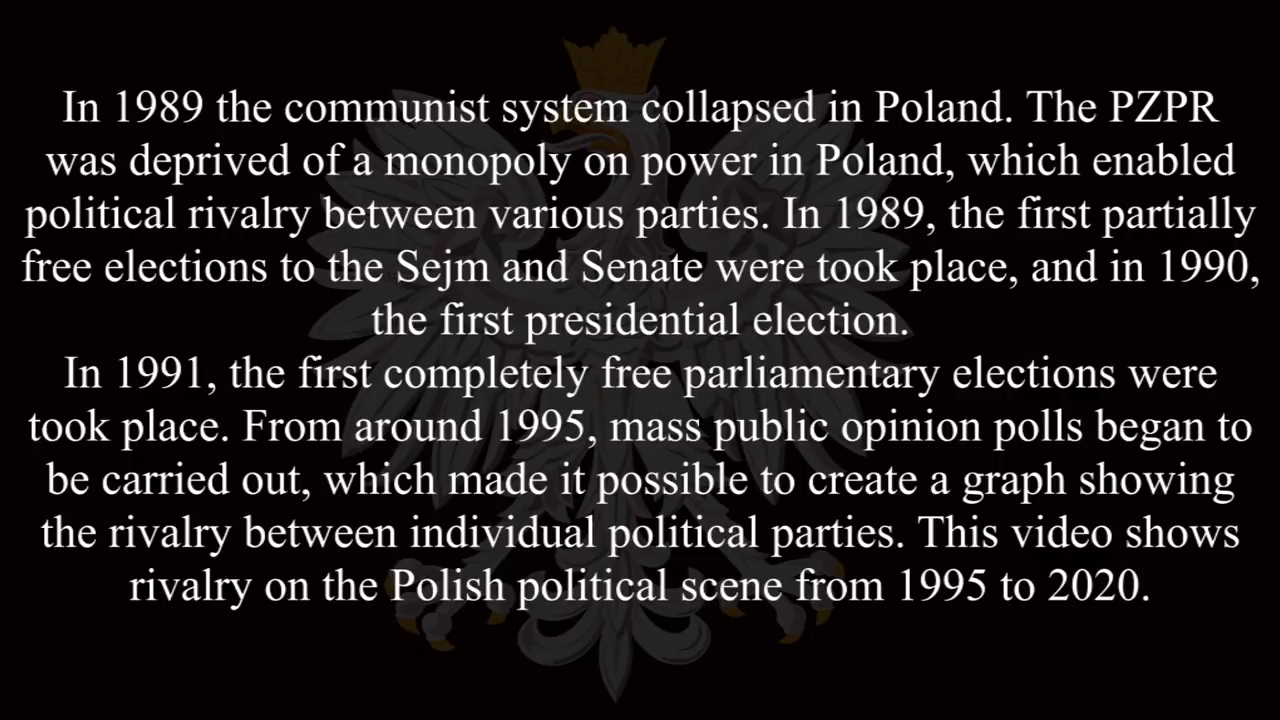 In 1989 the communist system collapsed in Poland. The PZPR
was deprived of a monopoly on power in Poland, which enabled
political rivalry between various parties. In 1989, the first partially
free elections to the Sejm and Senate were took place, and in 1990,
the first presidential election.
In 1991, the first completely free parliamentary elections were
took place. From around 1995, mass public opinion polls began to
be carried out, which made it possible to create a graph showing
the rivalry between individual political parties. This video shows
rivalry on the Polish political scene from 1995 to 2020.